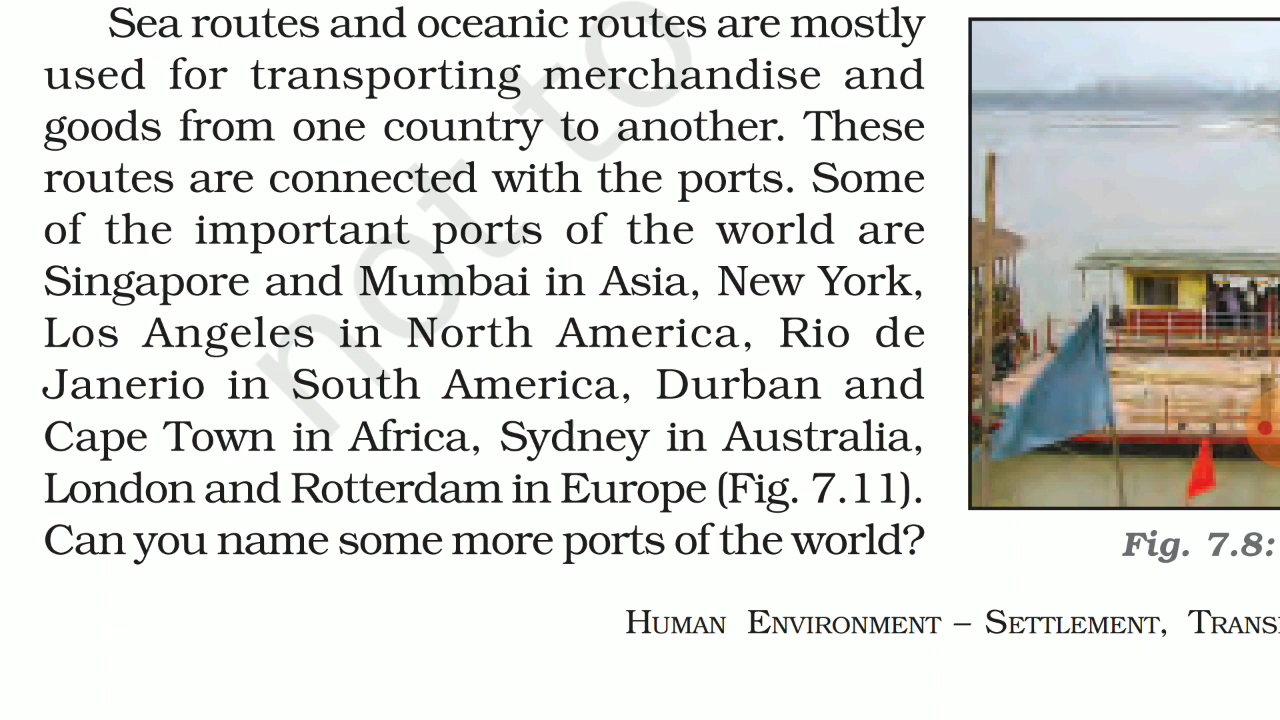 Sea routes and oceanic routes are mostly
used for transporting merchandise and
goods from one country to another. These
routes are connected with the ports. Some
of the important ports of the world are
Singapore and Mumbai in Asia, New York,
Los Angeles in North America, Rio de
Janerio in South America, Durban and
Cape Town in Africa, Sydney in Australia,
London and Rotterdam in Europe (Fig. 7.11).
Can you name some more ports of the world?
not to
Fig. 7.8:
HUMAN ENVIRONMENT – SETTLEMENT,